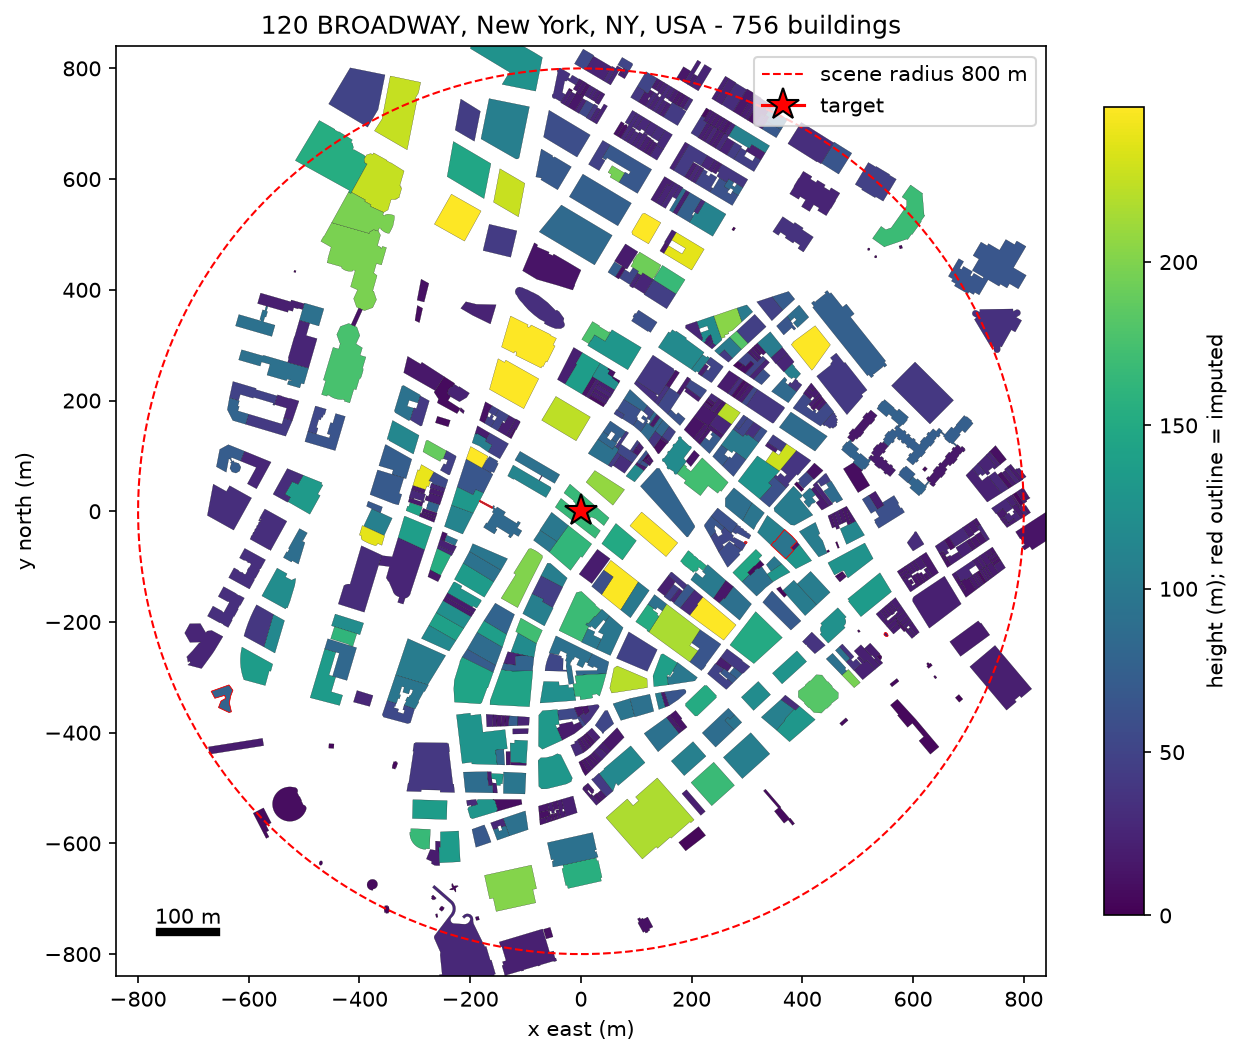 120 BROADWAY, New York, NY, USA - 756 buildings
scene radius 800 m
target
800
600
400
200
0
−200
−400
−600
−800
y north (m)
100 m
−800 −600 −400 −200 0 200 400 600 800
x east (m)
200
150
100
50
0
height (m); red outline = imputed